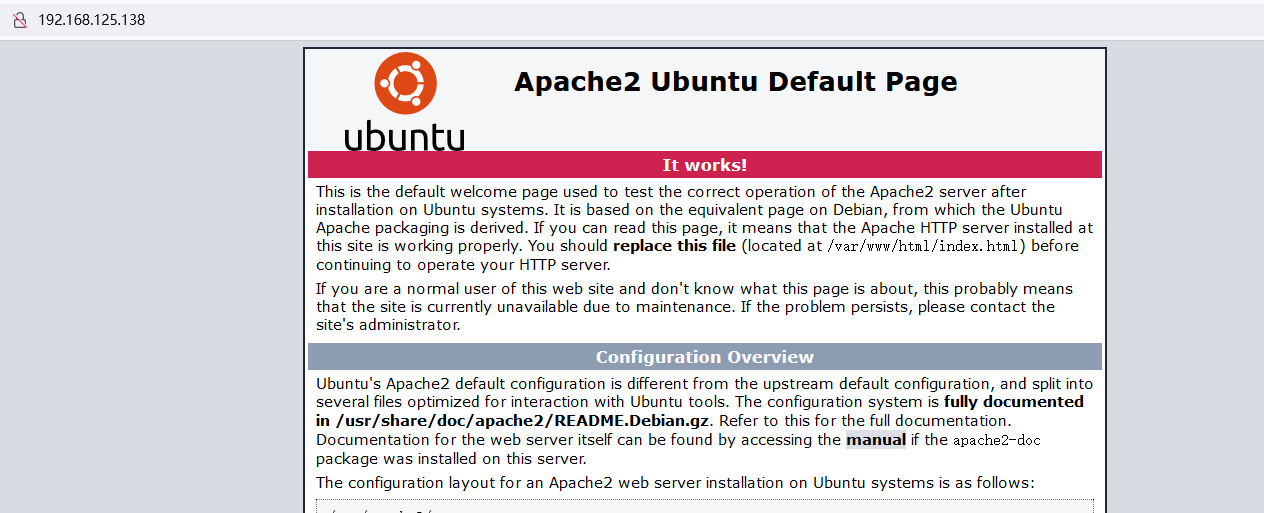 192.168.125.138
Apache2 Ubuntu Default Page
ubuntu
It works!
This is the default welcome page used to test the correct operation of the Apache2 server after
installation on Ubuntu systems. It is based on the equivalent page on Debian, from which the Ubuntu
Apache packaging is derived. If you can read this page, it means that the Apache HTTP server installed at
this site is working properly. You should replace this file (located at /var/www/html/index.html) before
continuing to operate your HTTP server.
If you are a normal user of this web site and don't know what this page is about, this probably means
that the site is currently unavailable due to maintenance. If the problem persists, please contact the
site's administrator.
Configuration Overview
Ubuntu's Apache2 default configuration is different from the upstream default configuration, and split into
several files optimized for interaction with Ubuntu tools. The configuration system is fully documented
in /usr/share/doc/apache2/README.Debian.gz. Refer to this for the full documentation.
Documentation for the web server itself can be found by accessing the manual if the apache2-doc
package was installed on this server.
The configuration layout for an Apache2 web server installation on Ubuntu systems is as follows: